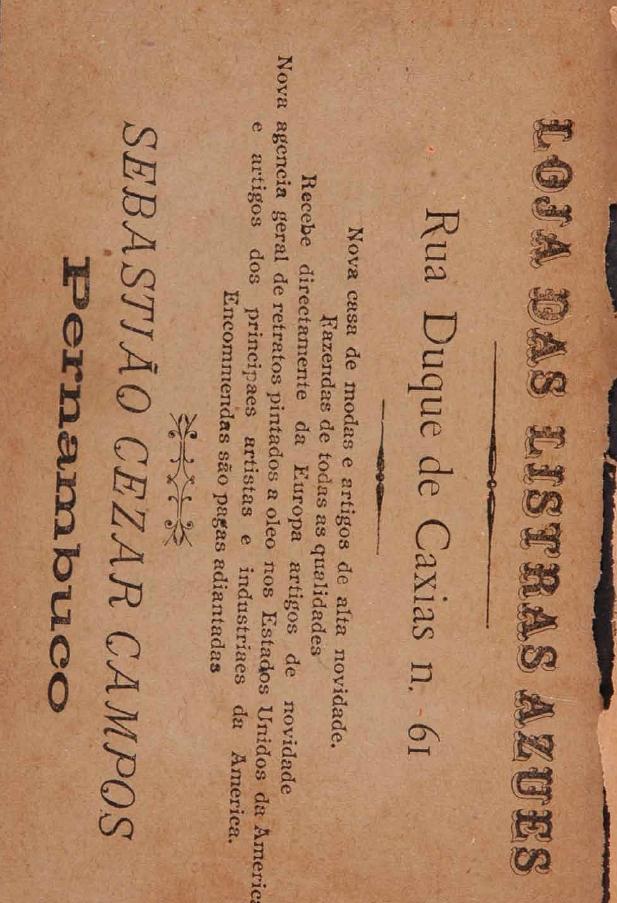 LOJA DAS LISTRAS AZUES
Rua Duque de Caxias n. 61
Nova casa de modas e artigos de alta novidade.
Fazendas de todas as qualidades
Recebe directamente da Europa artigos de novidade
Nova agencia geral de retratos pintados a oleo nos Estados Unidos da America
e artigos dos principaes artistas e industriaes da America.
Encommendas são pagas adiantadas
SEBASTIÃO CEZAR CAMPOS
Pernambuco